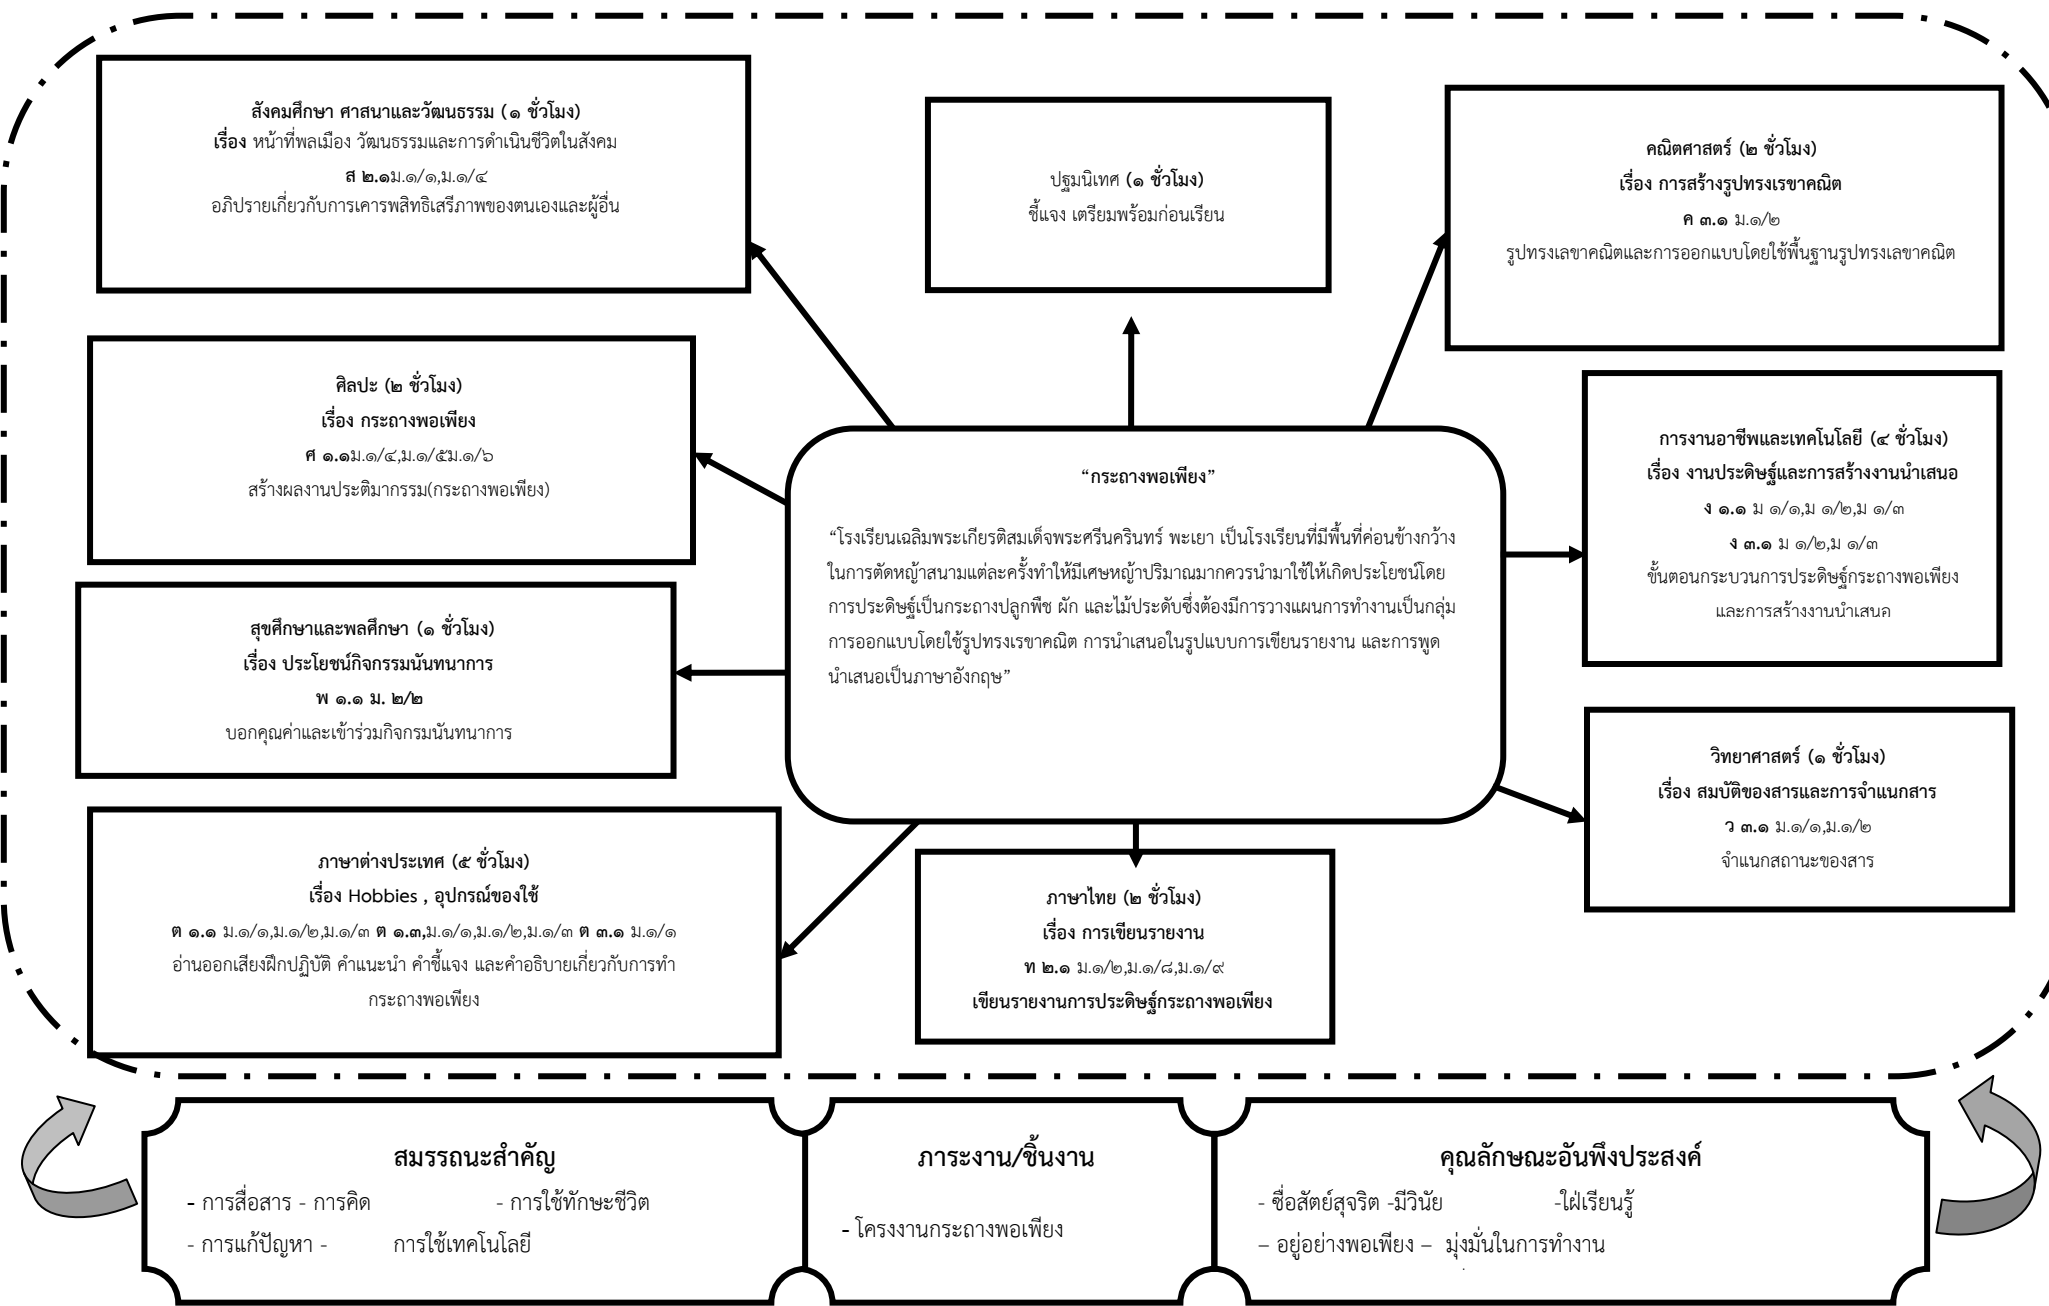 สังคมศึกษา ศาสนาและวัฒนธรรม (๑ ชั่วโมง)
เรื่อง หน้าที่พลเมือง วัฒนธรรมและการดำเนินชีวิตในสังคม
ส ๒.๑ม.๑/๑,ม.๑/๔
อภิปรายเกี่ยวกับการเคารพสิทธิเสรีภาพของตนเองและผู้อื่น
ปฐมนิเทศ (๑ ชั่วโมง)
ชี้แจง เตรียมพร้อมก่อนเรียน
คณิตศาสตร์ (๒ ชั่วโมง)
เรื่อง การสร้างรูปทรงเรขาคณิต
ค ๓.๑ ม.๑/๒
รูปทรงเลขาคณิตและการออกแบบโดยใช้พื้นฐานรูปทรงเลขาคณิต
ศิลปะ (๒ ชั่วโมง)
เรื่อง กระถางพอเพียง
ศ ๑.๑ม.๑/๔,ม.๑/๕ม.๑/๖
สร้างผลงานประติมากรรม(กระถางพอเพียง)
“กระถางพอเพียง”
“โรงเรียนเฉลิมพระเกียรติสมเด็จพระศรีนครินทร์ พะเยา เป็นโรงเรียนที่มีพื้นที่ค่อนข้างกว้าง
ในการตัดหญ้าสนามแต่ละครั้งทำให้มีเศษหญ้าปริมาณมากควรนำมาใช้ให้เกิดประโยชน์โดย
การประดิษฐ์เป็นกระถางปลูกพืช ผัก และไม้ประดับซึ่งต้องมีการวางแผนการทำงานเป็นกลุ่ม
การออกแบบโดยใช้รูปทรงเรขาคณิต การนำเสนอในรูปแบบการเขียนรายงาน และการพูด
นำเสนอเป็นภาษาอังกฤษ”
การงานอาชีพและเทคโนโลยี (๔ ชั่วโมง)
เรื่อง งานประดิษฐ์และการสร้างงานนำเสนอ
ง ๑.๑ ม ๑/๑,ม ๑/๒,ม ๑/๓
ง ๓.๑ ม ๑/๒,ม ๑/๓
ขั้นตอนกระบวนการประดิษฐ์กระถางพอเพียง
และการสร้างงานนำเสนอ
สุขศึกษาและพลศึกษา (๑ ชั่วโมง)
เรื่อง ประโยชน์กิจกรรมนันทนาการ
พ ๑.๑ ม. ๒/๒
บอกคุณค่าและเข้าร่วมกิจกรมนันทนาการ
วิทยาศาสตร์ (๑ ชั่วโมง)
เรื่อง สมบัติของสารและการจำแนกสาร
ว ๓.๑ ม.๑/๑,ม.๑/๒
จำแนกสถานะของสาร
ภาษาต่างประเทศ (๕ ชั่วโมง)
เรื่อง Hobbies , อุปกรณ์ของใช้
ต ๑.๑ ม.๑/๑,ม.๑/๒,ม.๑/๓ ต ๑.๓,ม.๑/๑,ม.๑/๒,ม.๑/๓ ต ๓.๑ ม.๑/๑
อ่านออกเสียงฝึกปฏิบัติ คำแนะนำ คำชี้แจง และคำอธิบายเกี่ยวกับการทำ
กระถางพอเพียง
ภาษาไทย (๒ ชั่วโมง)
เรื่อง การเขียนรายงาน
ท ๒.๑ ม.๑/๒,ม.๑/๘,ม.๑/๙
เขียนรายงานการประดิษฐ์กระถางพอเพียง
สมรรถนะสำคัญ
- การสื่อสาร - การคิด - การใช้ทักษะชีวิต
- การแก้ปัญหา - การใช้เทคโนโลยี
ภาระงาน/ชิ้นงาน
- โครงงานกระถางพอเพียง
คุณลักษณะอันพึงประสงค์
- ซื่อสัตย์สุจริต -มีวินัย -ใฝ่เรียนรู้
– อยู่อย่างพอเพียง – มุ่งมั่นในการทำงาน